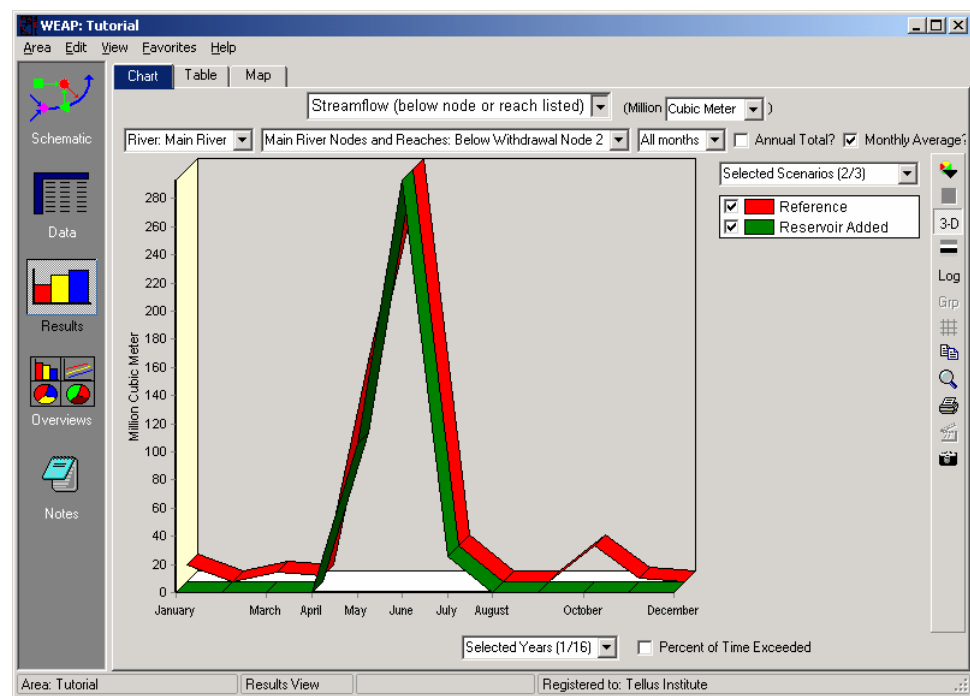 WEAP: Tutorial
Area Edit View Favorites Help
Chart Table Map
Streamflow (below node or reach listed) (Million Cubic Meter )
River: Main River Main River Nodes and Reaches: Below Withdrawal Node 2 All months Annual Total? Monthly Average?
Selected Scenarios (2/3)
Reference
Reservoir Added
Schematic
Data
Results
Overviews
Notes
3-D
Log
Grp
Million Cubic Meter
280
260
240
220
200
180
160
140
120
100
80
60
40
20
0
January March April May June July August October December
Selected Years (1/16) Percent of Time Exceeded
Area: Tutorial Results View Registered to: Tellus Institute